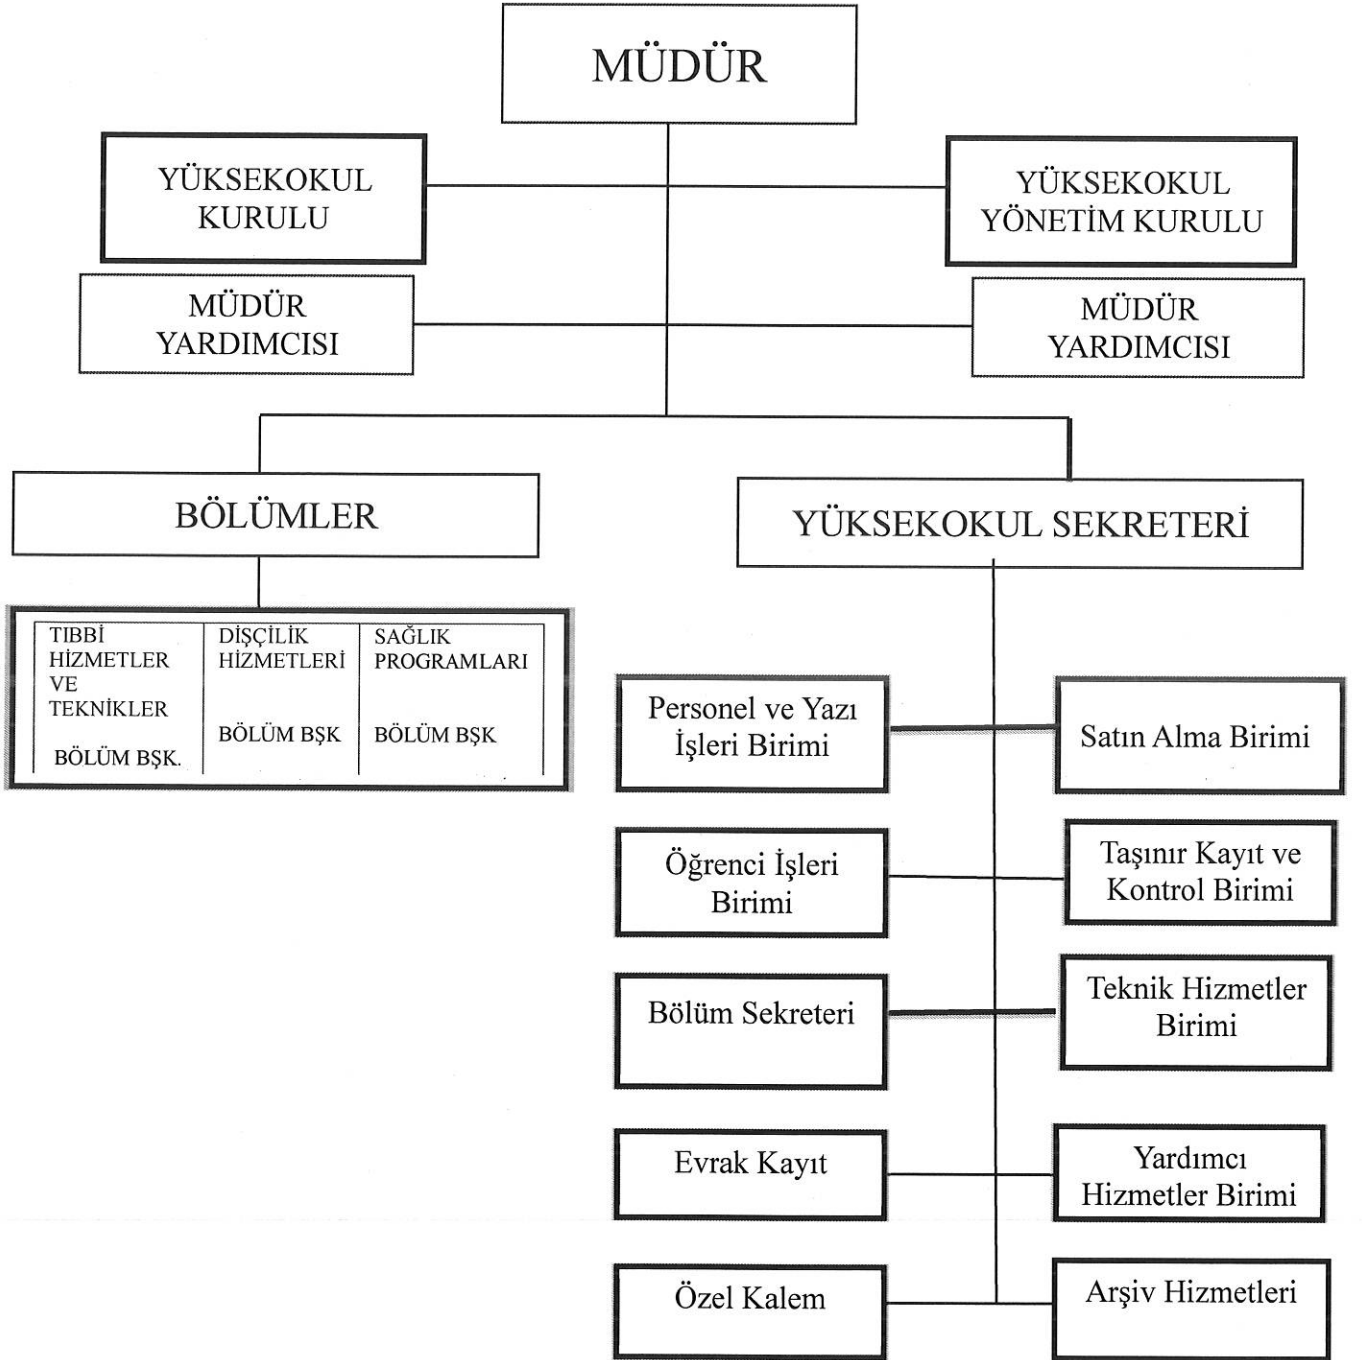 MÜDÜR
YÜKSEKOKUL
KURULU
YÜKSEKOKUL
YÖNETİM KURULU
MÜDÜR
YARDIMCISI
MÜDÜR
YARDIMCISI
BÖLÜMLER
YÜKSEKOKUL SEKRETERİ
TIBBİ
HİZMETLER
VE
TEKNİKLER
BÖLÜM BŞK.
DİŞÇİLİK
HİZMETLERİ
BÖLÜM BŞK
SAĞLIK
PROGRAMLARI
BÖLÜM BŞK
Personel ve Yazı
İşleri Birimi
Satın Alma Birimi
Öğrenci İşleri
Birimi
Taşınır Kayıt ve
Kontrol Birimi
Bölüm Sekreteri
Teknik Hizmetler
Birimi
Evrak Kayıt
Yardımcı
Hizmetler Birimi
Özel Kalem
Arşiv Hizmetleri